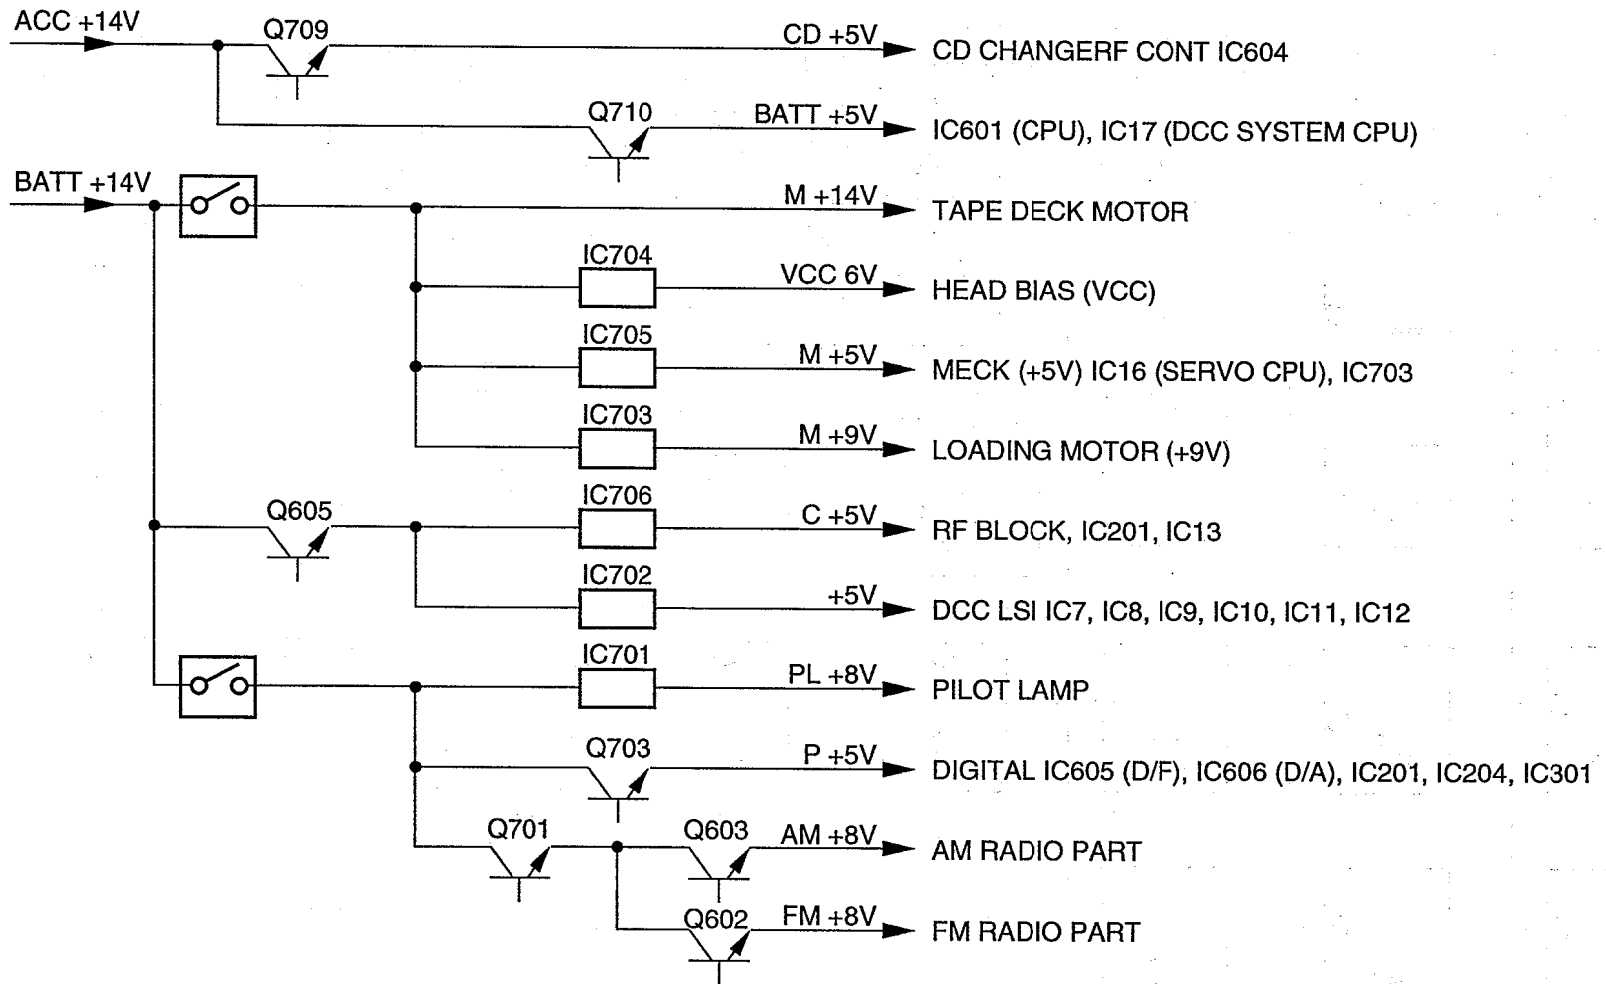 ACC +14V
Q709
CD +5V
CD CHANGERF CONT IC604
Q710
BATT +5V
IC601 (CPU), IC17 (DCC SYSTEM CPU)
BATT +14V
M +14V
TAPE DECK MOTOR
IC704
VCC 6V
HEAD BIAS (VCC)
IC705
M +5V
MECK (+5V) IC16 (SERVO CPU), IC703
IC703
M +9V
LOADING MOTOR (+9V)
Q605
IC706
C +5V
RF BLOCK, IC201, IC13
IC702
+5V
DCC LSI IC7, IC8, IC9, IC10, IC11, IC12
IC701
PL +8V
PILOT LAMP
Q703
P +5V
DIGITAL IC605 (D/F), IC606 (D/A), IC201, IC204, IC301
Q701
Q603
AM +8V
AM RADIO PART
Q602
FM +8V
FM RADIO PART